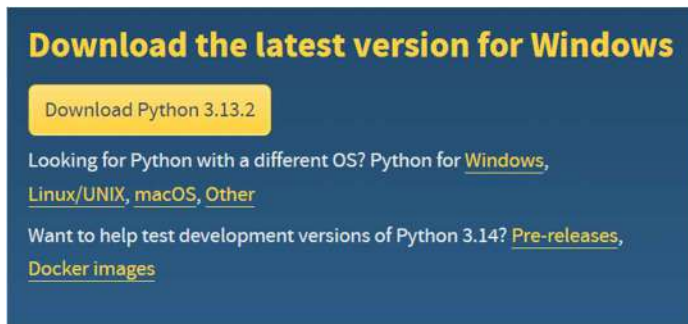 Download the latest version for Windows
Download Python 3.13.2
Looking for Python with a different OS? Python for Windows,
Linux/UNIX, macOS, Other
Want to help test development versions of Python 3.14? Pre-releases,
Docker images